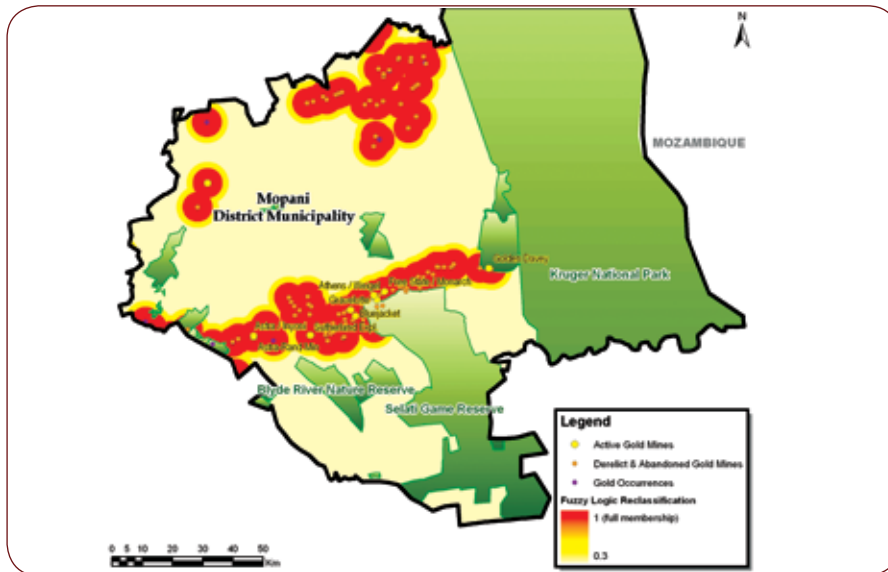 N
MOZAMBIQUE
Mopani
District Municipality
Kruger National Park
Bluejacket
Blyde River Nature Reserve
Selati Game Reserve
Legend
Active Gold Mines
Derelict & Abandoned Gold Mines
Gold Occurrences
Fuzzy Logic Reclassification
1 (full membership)
0.3
0 5 10 20 30 40 50
Km